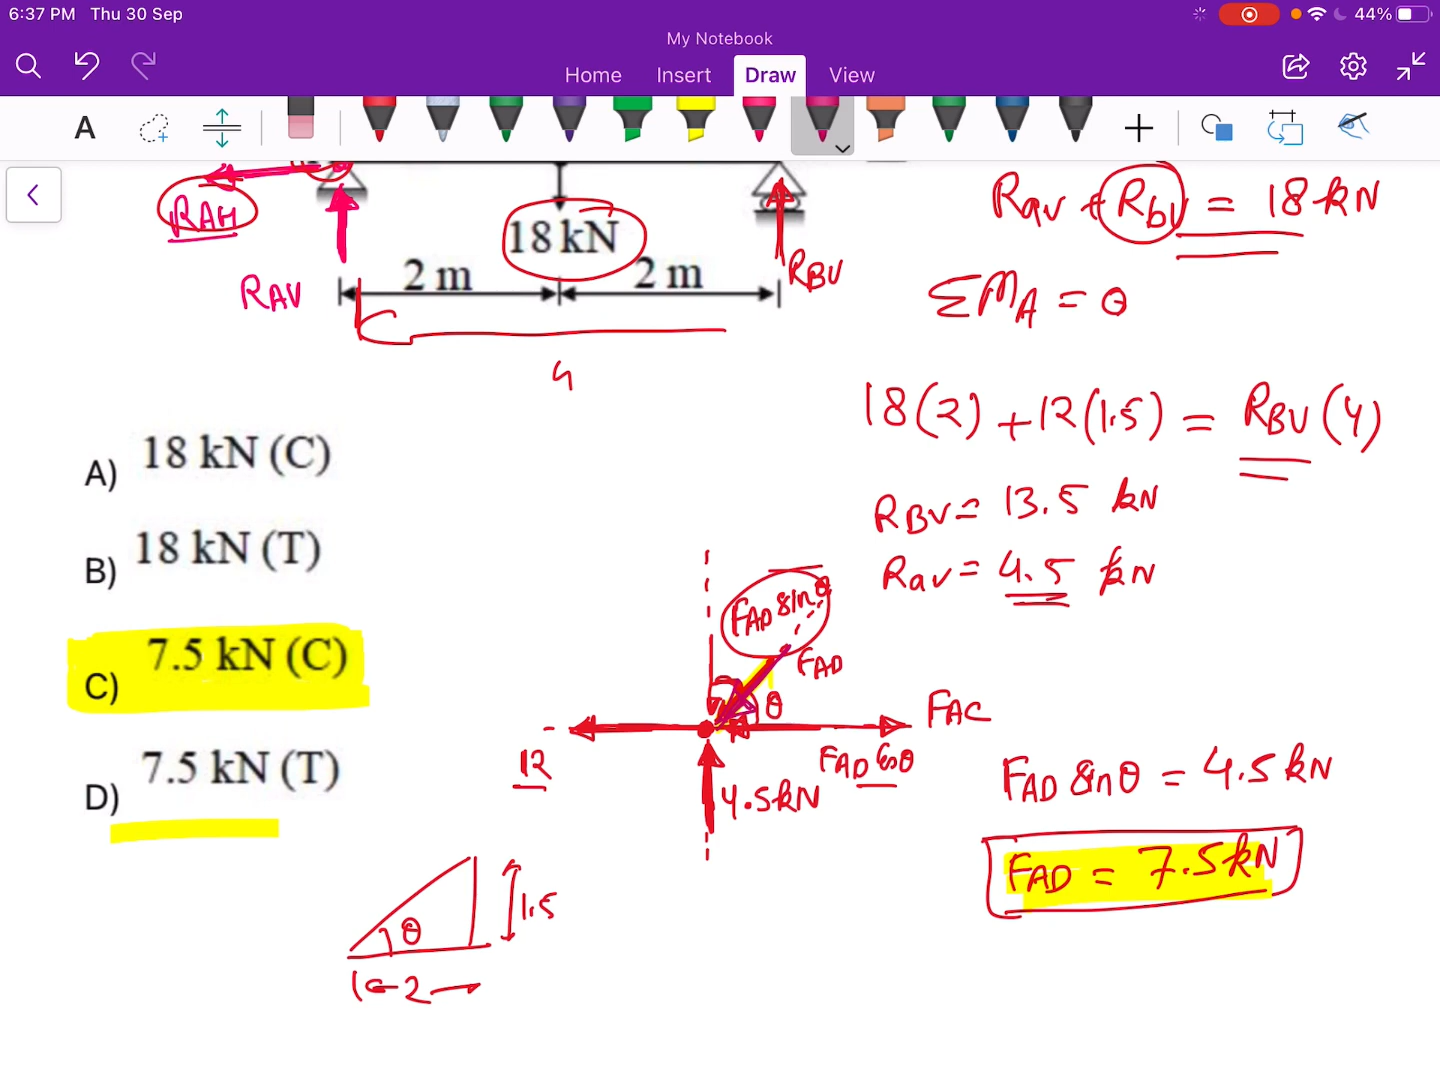 6:37 PM Thu 30 Sep
44%
My Notebook
Home Insert Draw View
A
RAH
RAV
18 kN
2 m 2 m
RBV
4
Rav + Rbv = 18 kN
ΣMA = 0
18(2) + 12(1.5) = RBV (4)
RBV = 13.5 kN
Rav = 4.5 kN
A) 18 kN (C)
B) 18 kN (T)
C) 7.5 kN (C)
D) 7.5 kN (T)
FAD sinθ
FAD
θ
FAC
12
FAD cosθ
4.5kN
FAD sinθ = 4.5 kN
FAD = 7.5 kN
θ
1.5
2